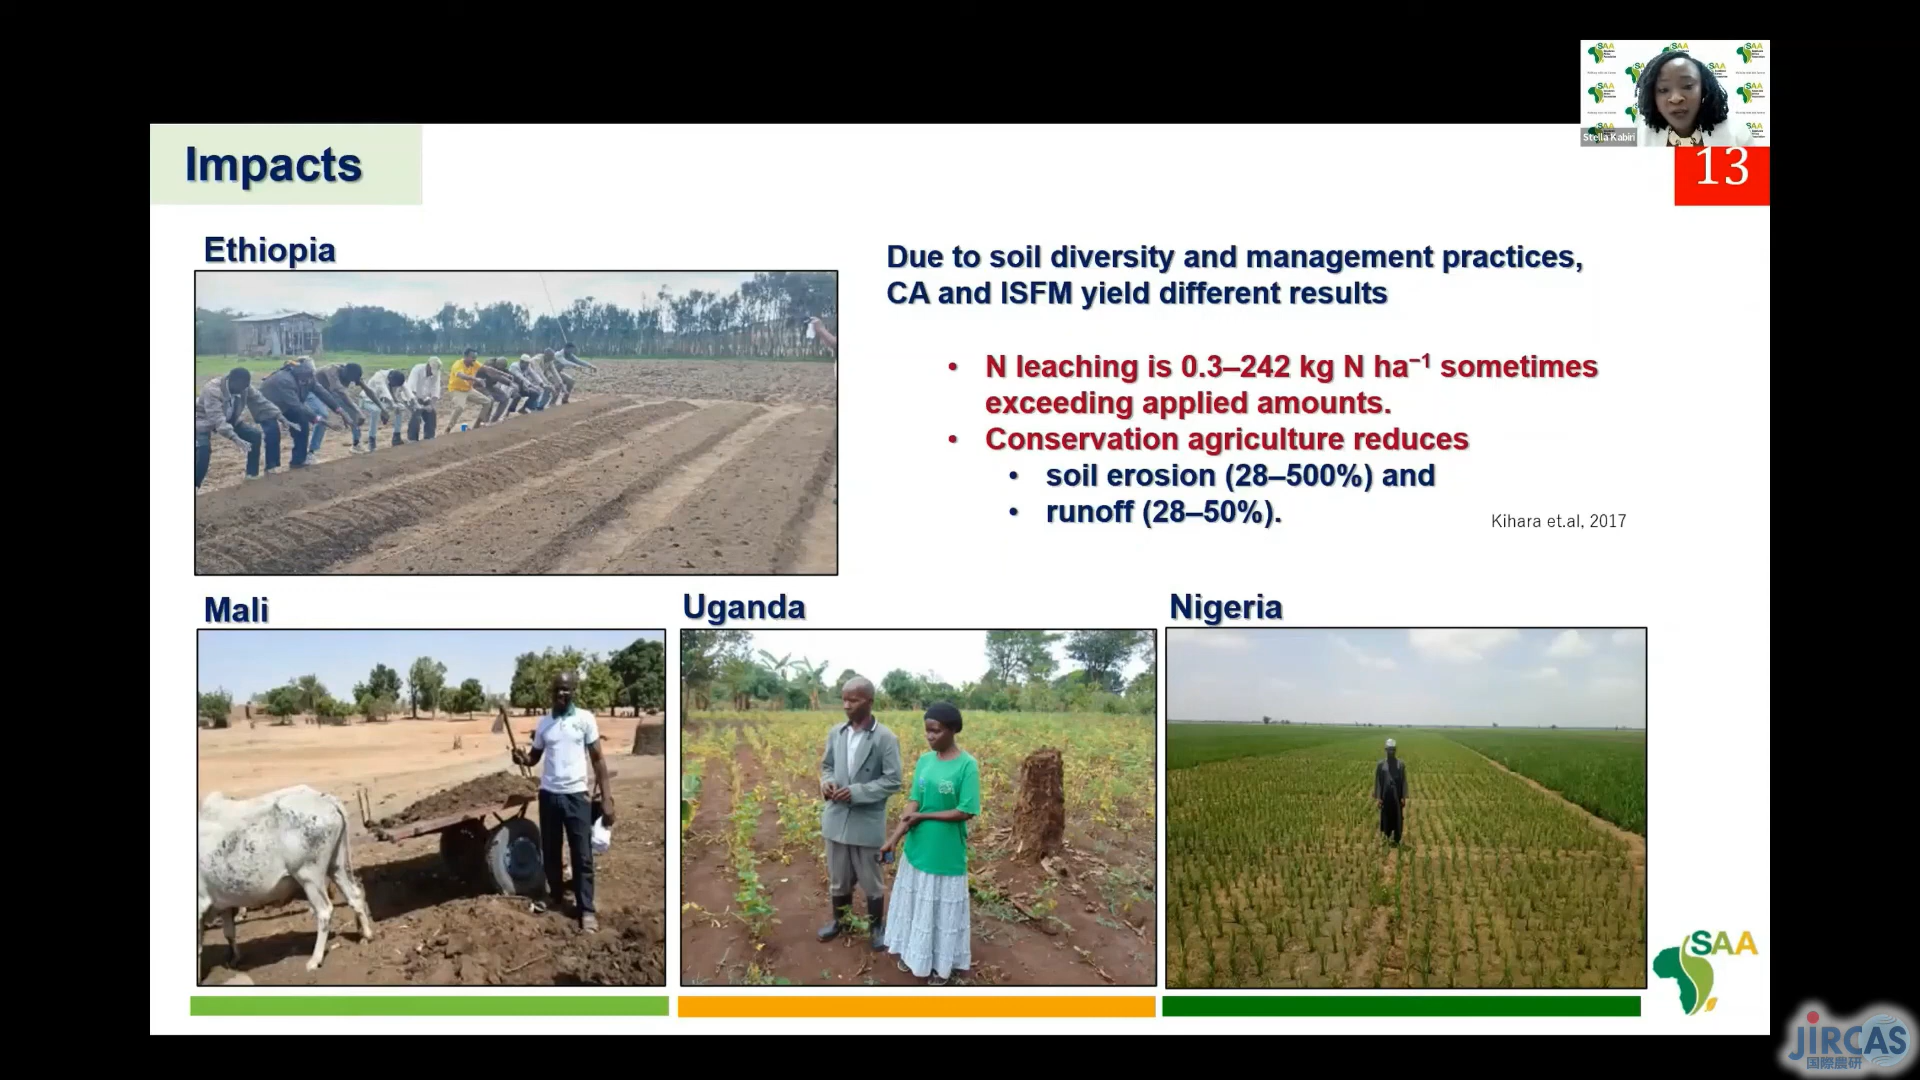 SAA
Stella Kabiri
Impacts
13
Ethiopia
Due to soil diversity and management practices,
CA and ISFM yield different results
• N leaching is 0.3–242 kg N ha⁻¹ sometimes
exceeding applied amounts.
• Conservation agriculture reduces
• soil erosion (28–500%) and
• runoff (28–50%).
Kihara et.al, 2017
Mali
Uganda
Nigeria
SAA
JIRCAS
国際農研